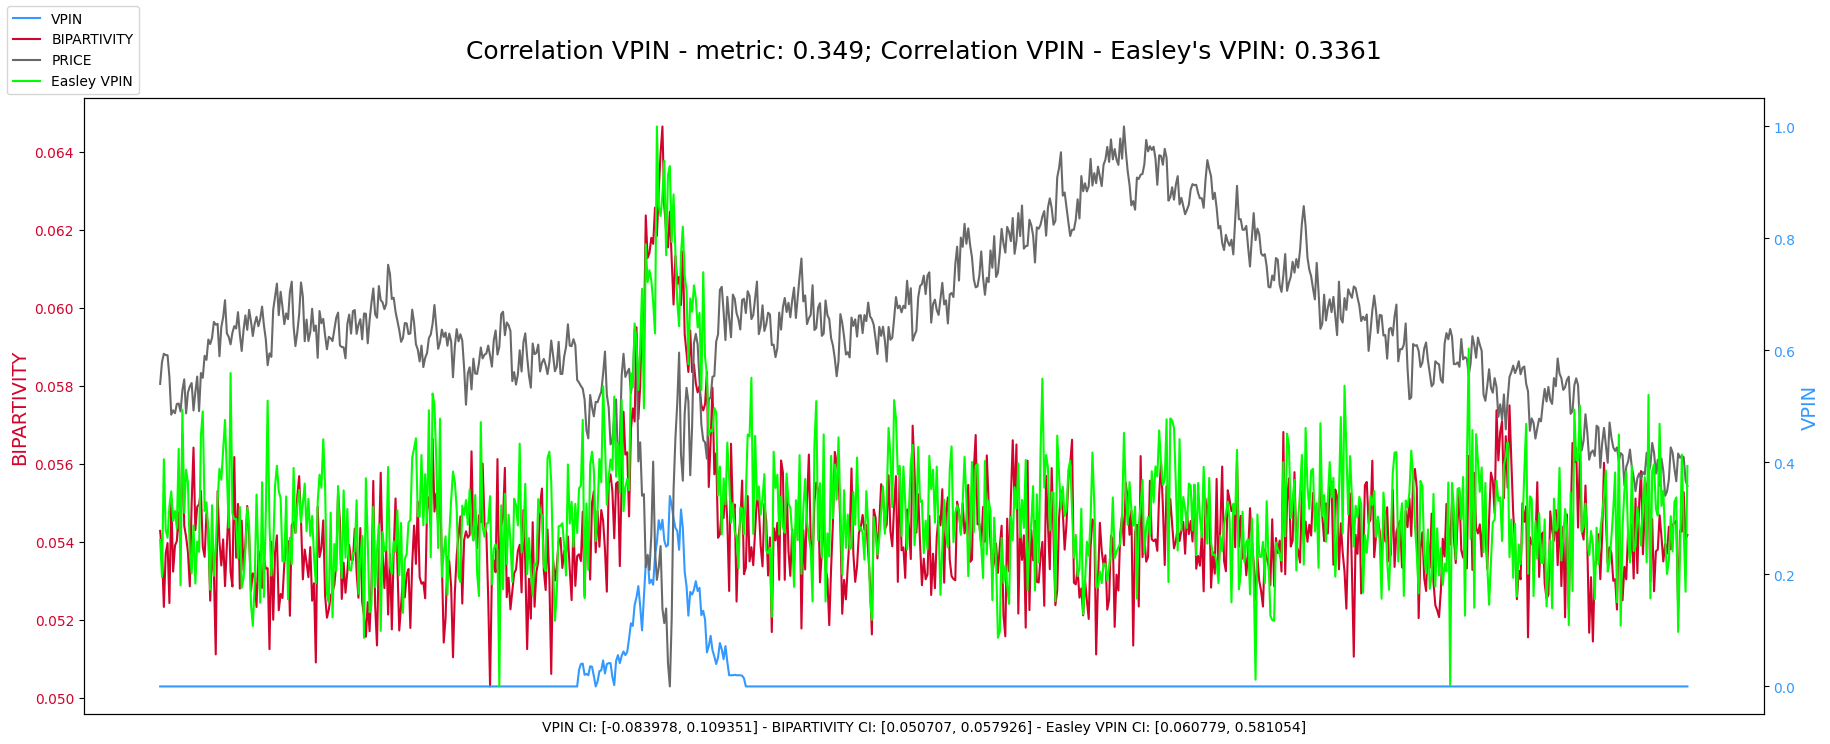 VPIN
BIPARTIVITY
PRICE
Easley VPIN
Correlation VPIN - metric: 0.349; Correlation VPIN - Easley's VPIN: 0.3361
BIPARTIVITY
0.064
0.062
0.060
0.058
0.056
0.054
0.052
0.050
1.0
0.8
0.6
0.4
0.2
0.0
VPIN
VPIN CI: [-0.083978, 0.109351] - BIPARTIVITY CI: [0.050707, 0.057926] - Easley VPIN CI: [0.060779, 0.581054]